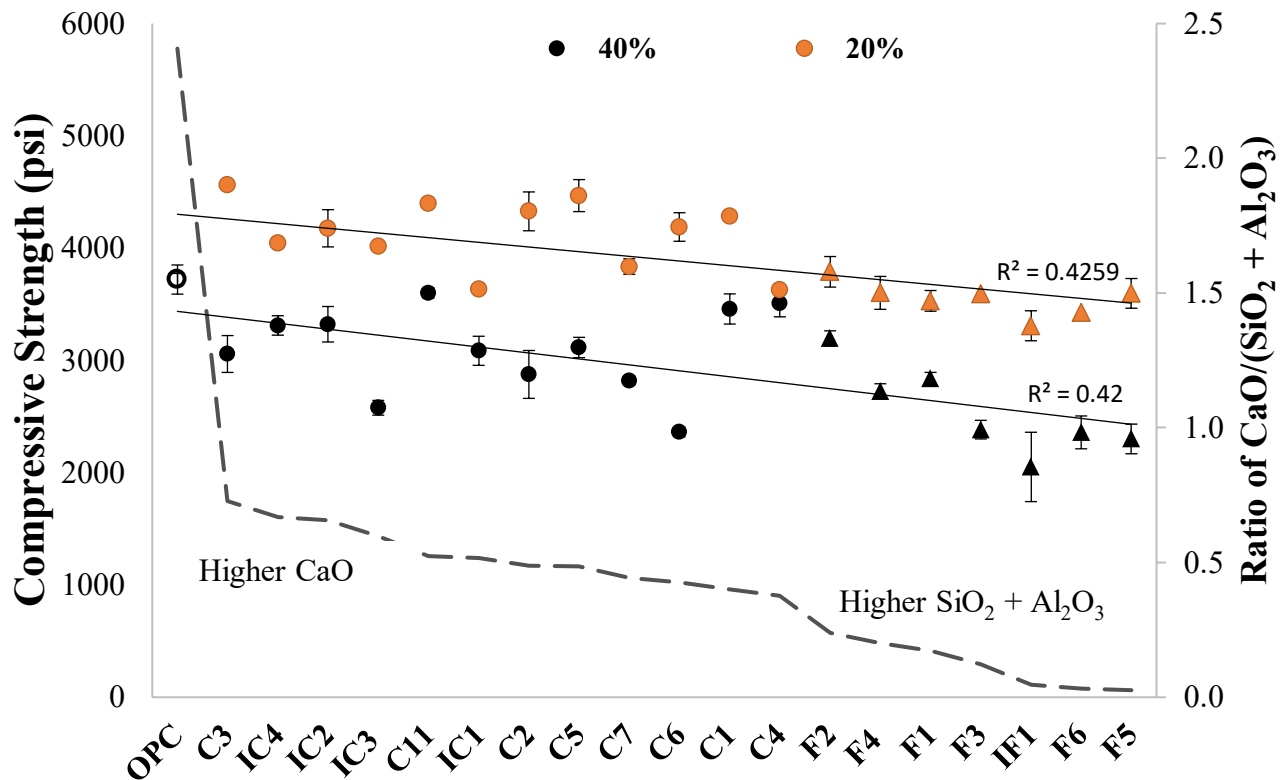 40% 20%
Compressive Strength (psi)
6000
5000
4000
3000
2000
1000
0
R² = 0.4259
R² = 0.42
Higher CaO
Higher SiO₂ + Al₂O₃
2.5
2.0
1.5
1.0
0.5
0.0
Ratio of CaO/(SiO₂ + Al₂O₃)
OPC C3 IC4 IC2 IC3 C11 IC1 C2 C5 C7 C6 C1 C4 F2 F4 F1 F3 IF1 F6 F5